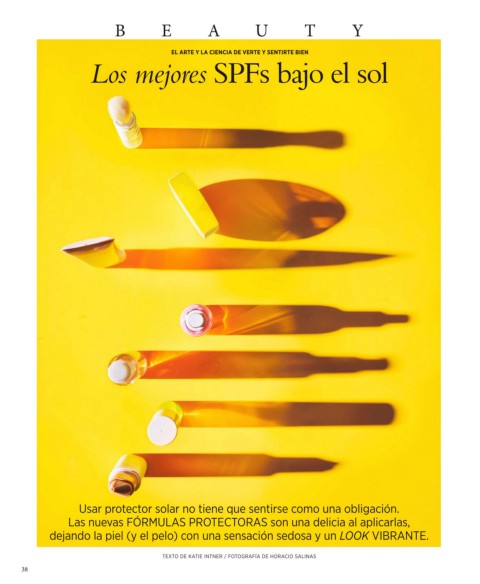 BEAUTY
EL ARTE Y LA CIENCIA DE VERTE Y SENTIRTE BIEN
Los mejores SPFs bajo el sol
Usar protector solar no tiene que sentirse como una obligación.
Las nuevas FÓRMULAS PROTECTORAS son una delicia al aplicarlas,
dejando la piel (y el pelo) con una sensación sedosa y un LOOK VIBRANTE.
TEXTO DE KATIE INTNER / FOTOGRAFÍA DE HORACIO SALINAS
38